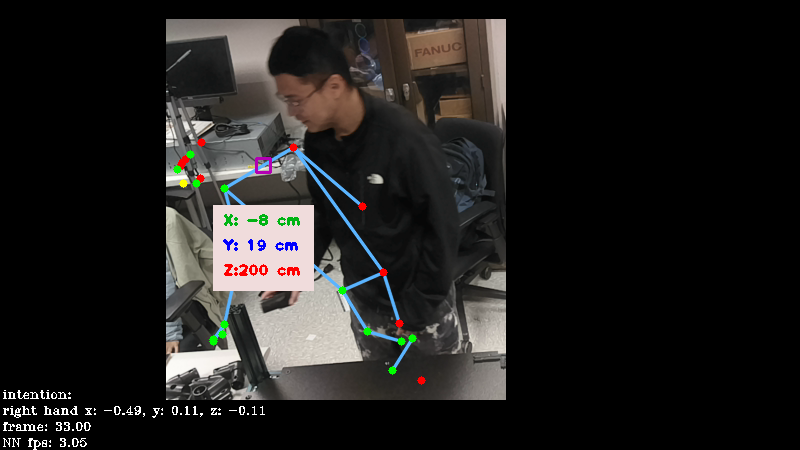 FANUC
X: -8 cm
Y: 19 cm
Z:200 cm
intention:
right hand x: -0.49, y: 0.11, z: -0.11
frame: 33.00
NN fps: 3.05